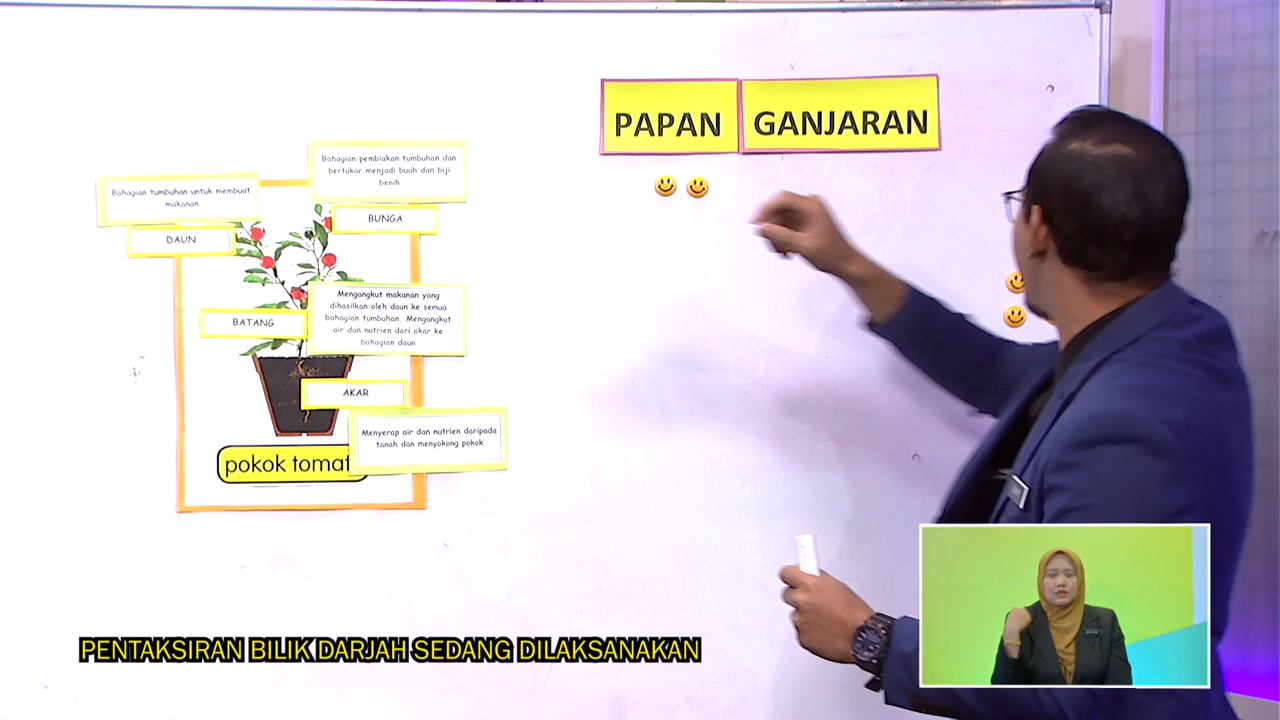 PAPAN GANJARAN
Bahagian pembiakan tumbuhan dan
bertukar menjadi buah dan biji
benih
BUNGA
Bahagian tumbuhan untuk membuat
makanan
DAUN
BATANG
Mengangkut makanan yang
dihasilkan oleh daun ke semua
bahagian tumbuhan. Mengangkut
air dan nutrien dari akar ke
bahagian daun
AKAR
Menyerap air dan nutrien daripada
tanah dan menyokong pokok
pokok tomat
PENTAKSIRAN BILIK DARJAH SEDANG DILAKSANAKAN